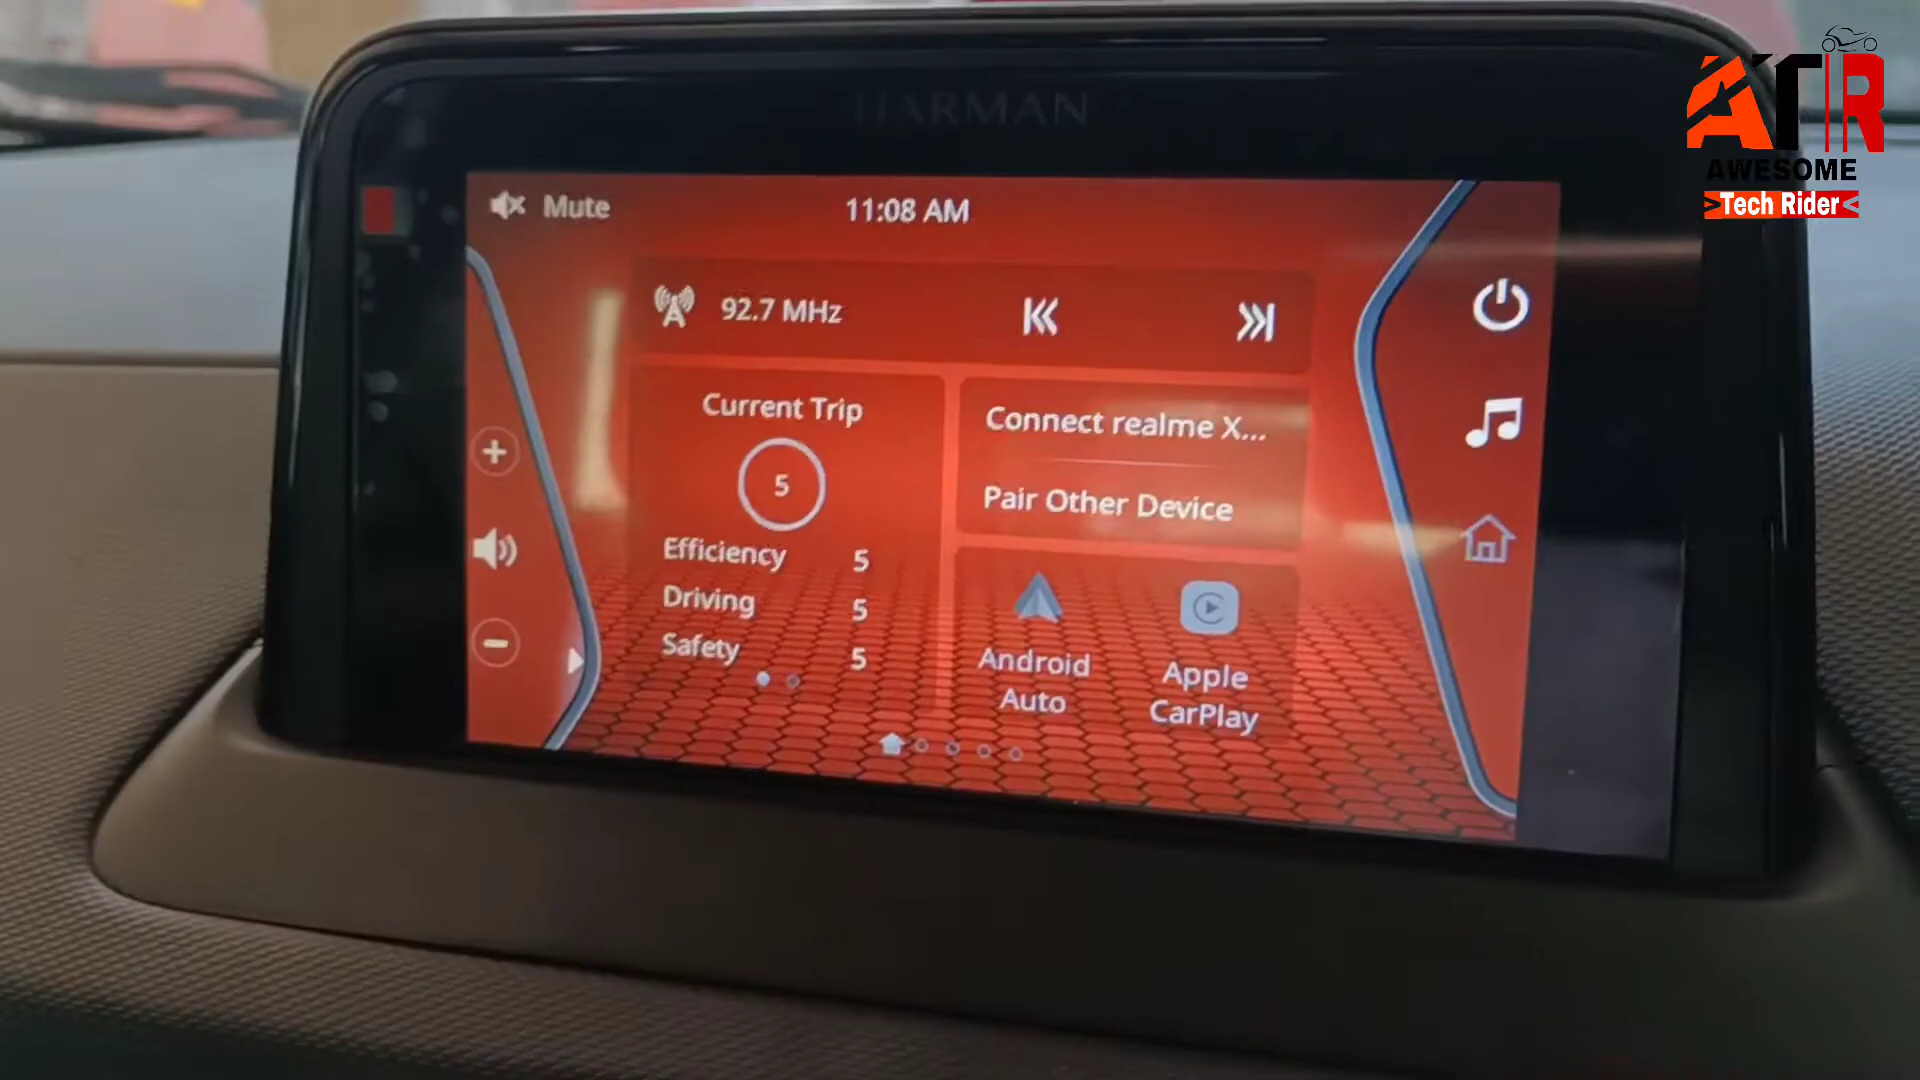 HARMAN
ATR
AWESOME
>Tech Rider<
Mute
11:08 AM
92.7 MHz
Current Trip
5
Efficiency 5
Driving 5
Safety 5
Connect realme X...
Pair Other Device
Android
Auto
Apple
CarPlay